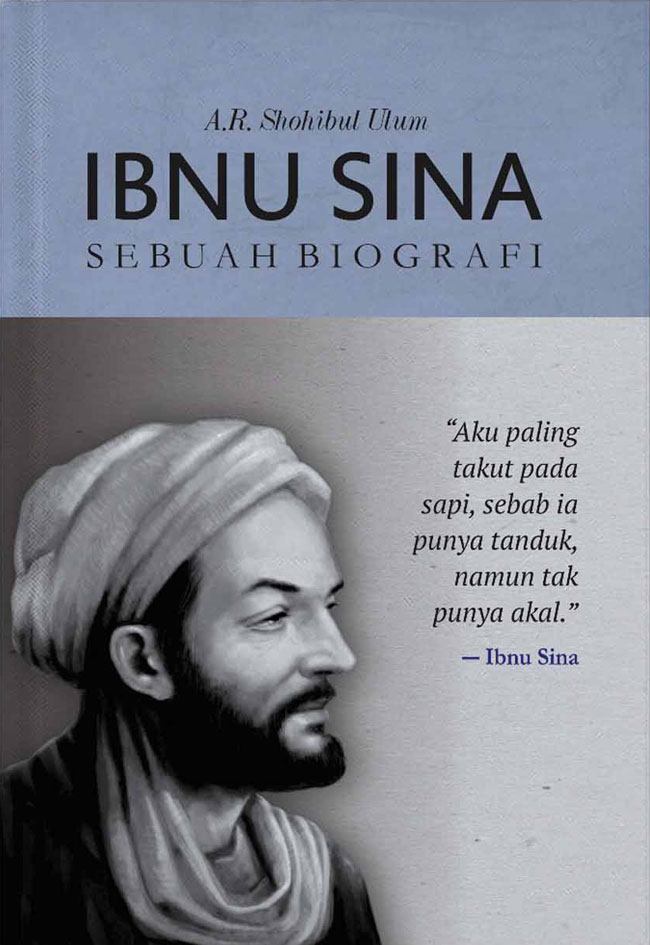 A.R. Shohibul Ulum
IBNU SINA
SEBUAH BIOGRAFI
“Aku paling
takut pada
sapi, sebab ia
punya tanduk,
namun tak
punya akal.”
— Ibnu Sina